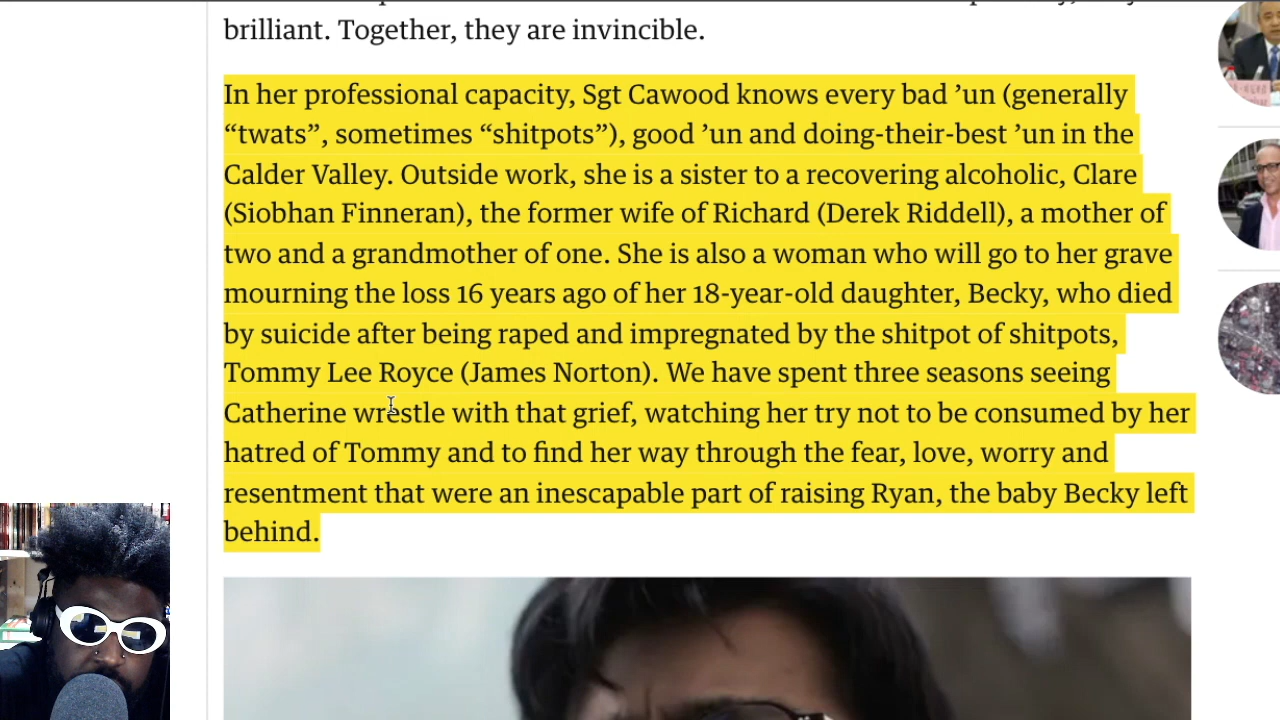 brilliant. Together, they are invincible.
In her professional capacity, Sgt Cawood knows every bad ’un (generally
“twats”, sometimes “shitpots”), good ’un and doing-their-best ’un in the
Calder Valley. Outside work, she is a sister to a recovering alcoholic, Clare
(Siobhan Finneran), the former wife of Richard (Derek Riddell), a mother of
two and a grandmother of one. She is also a woman who will go to her grave
mourning the loss 16 years ago of her 18-year-old daughter, Becky, who died
by suicide after being raped and impregnated by the shitpot of shitpots,
Tommy Lee Royce (James Norton). We have spent three seasons seeing
Catherine wrestle with that grief, watching her try not to be consumed by her
hatred of Tommy and to find her way through the fear, love, worry and
resentment that were an inescapable part of raising Ryan, the baby Becky left
behind.